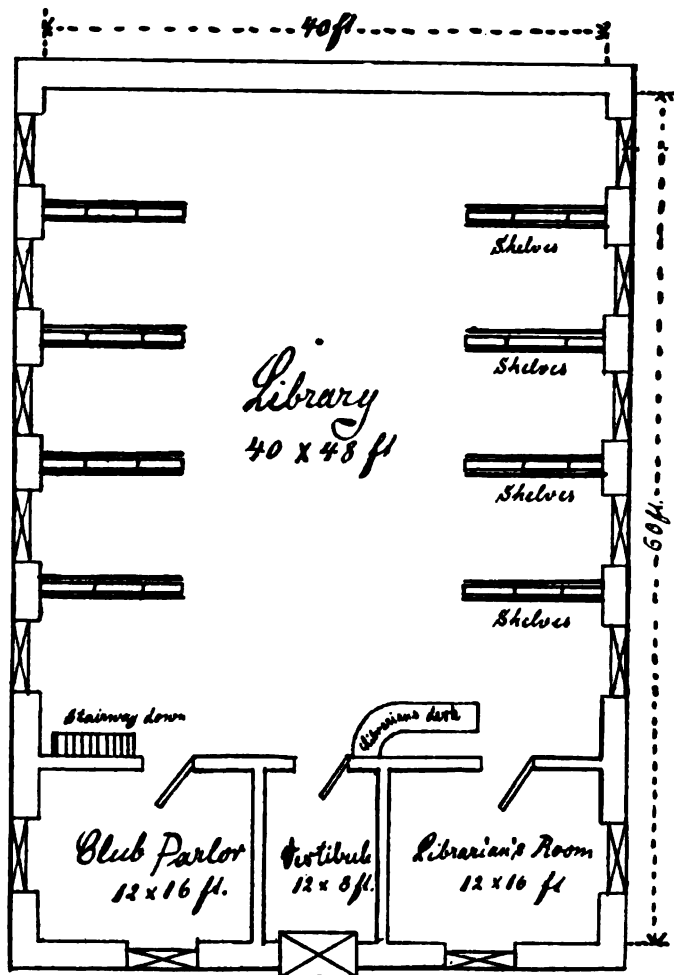 40 ft
Shelves
Shelves
Library
40 x 48 ft
Shelves
60 ft.
Shelves
Stairway down
Librarians desk
Club Parlor
12 x 16 ft.
Vestibule
12 x 8 ft.
Librarian's Room
12 x 16 ft